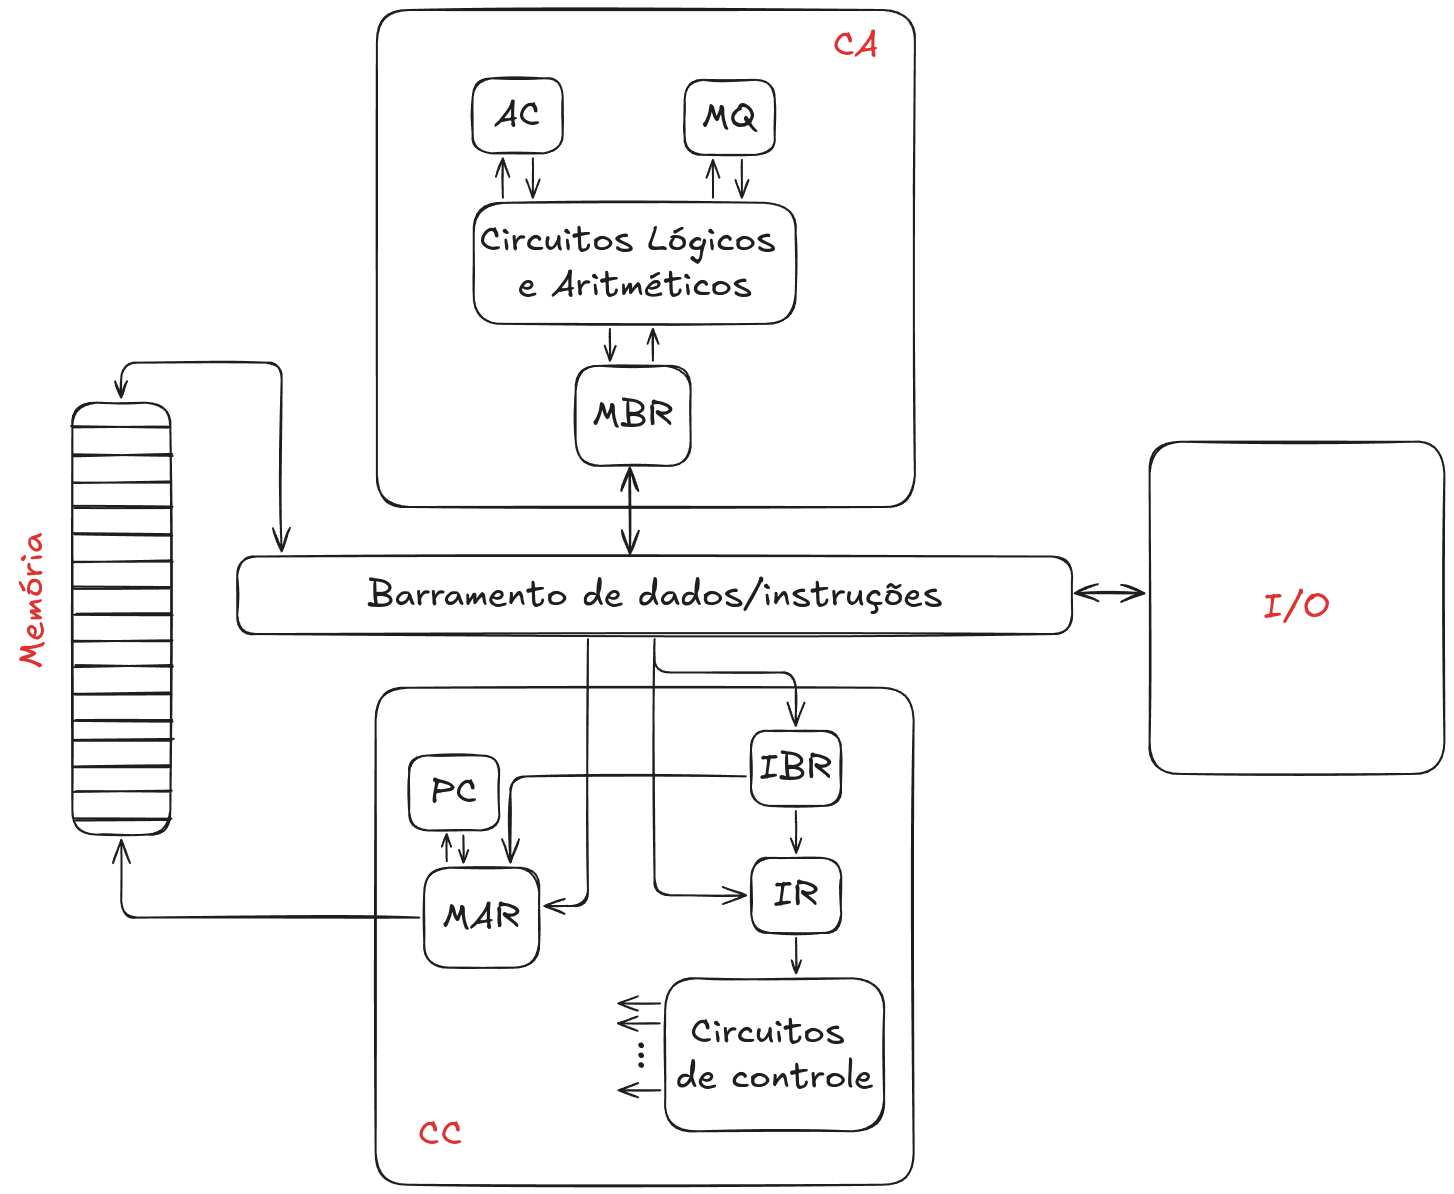 CA
AC
MQ
Circuitos Lógicos
e Aritméticos
MBR
Memória
Barramento de dados/instruções
I/O
IBR
PC
IR
MAR
Circuitos
de controle
CC